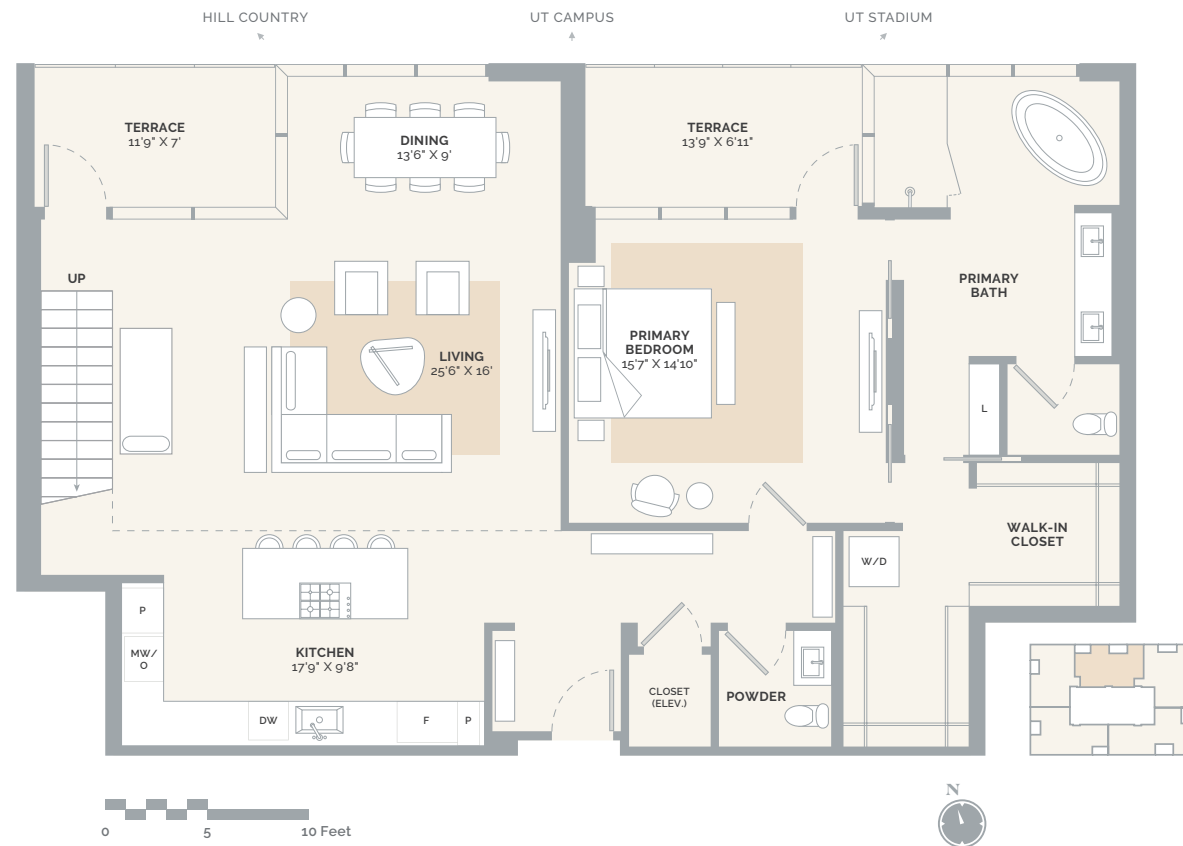 HILL COUNTRY
UT CAMPUS
UT STADIUM
TERRACE
11'9" X 7'
DINING
13'6" X 9'
TERRACE
13'9" X 6'11"
UP
PRIMARY
BATH
LIVING
25'6" X 16'
PRIMARY
BEDROOM
15'7" X 14'10"
L
WALK-IN
CLOSET
W/D
P
MW/
O
KITCHEN
17'9" X 9'8"
CLOSET
(ELEV.)
POWDER
DW
F
P
N
0
5
10 Feet